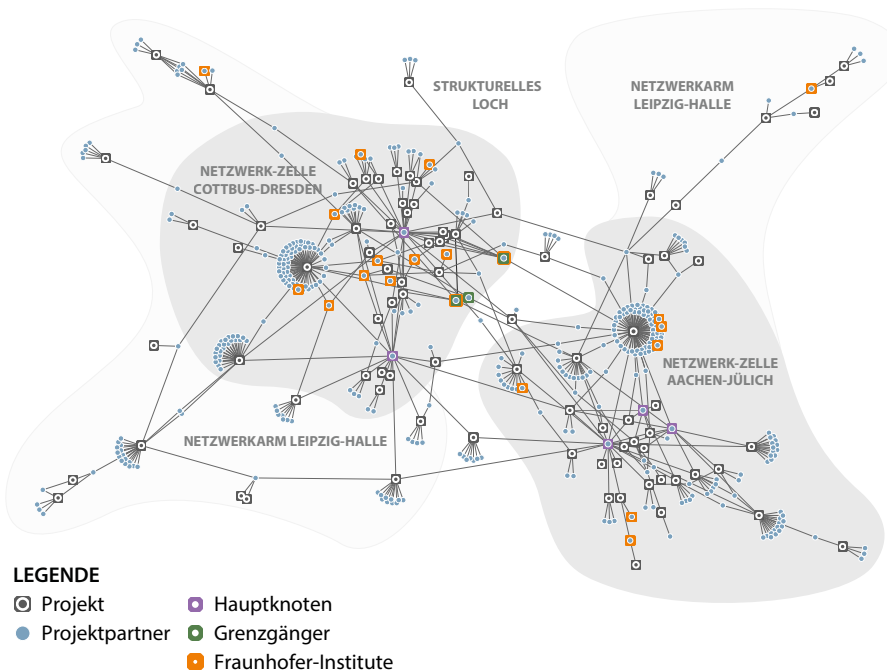 STRUKTURELLES
LOCH
NETZWERKARM
LEIPZIG-HALLE
NETZWERK-ZELLE
COTTBUS-DRESDEN
NETZWERK-ZELLE
AACHEN-JÜLICH
NETZWERKARM LEIPZIG-HALLE
LEGENDE
Projekt
Projektpartner
Hauptknoten
Grenzgänger
Fraunhofer-Institute